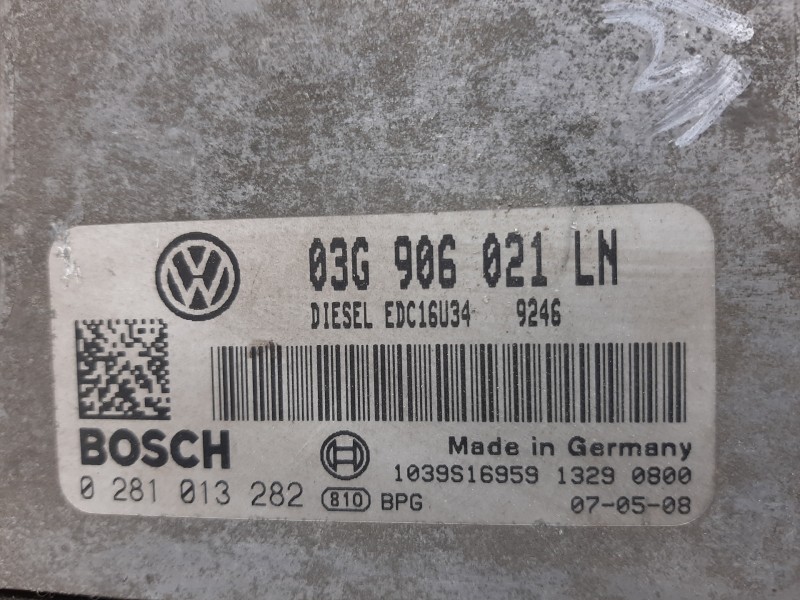 03G 906 021 LN
DIESEL EDC16U34 9246
BOSCH
Made in Germany
1039S16959 1329 0800
0 281 013 282 810 BPG 07-05-08